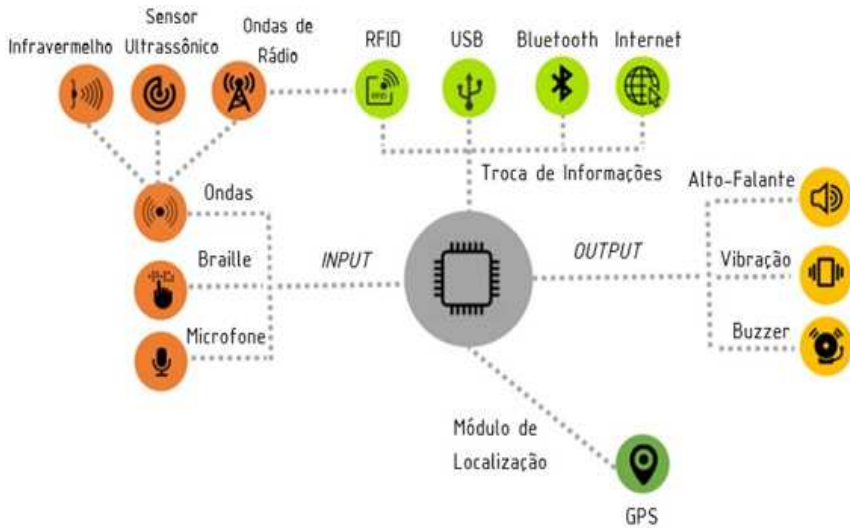 Infravermelho
Sensor
Ultrassônico
Ondas de
Rádio
RFID
USB
Bluetooth
Internet
RFID
Troca de Informações
Ondas
Braille
Microfone
INPUT
OUTPUT
Alto-Falante
Vibração
Buzzer
Módulo de
Localização
GPS